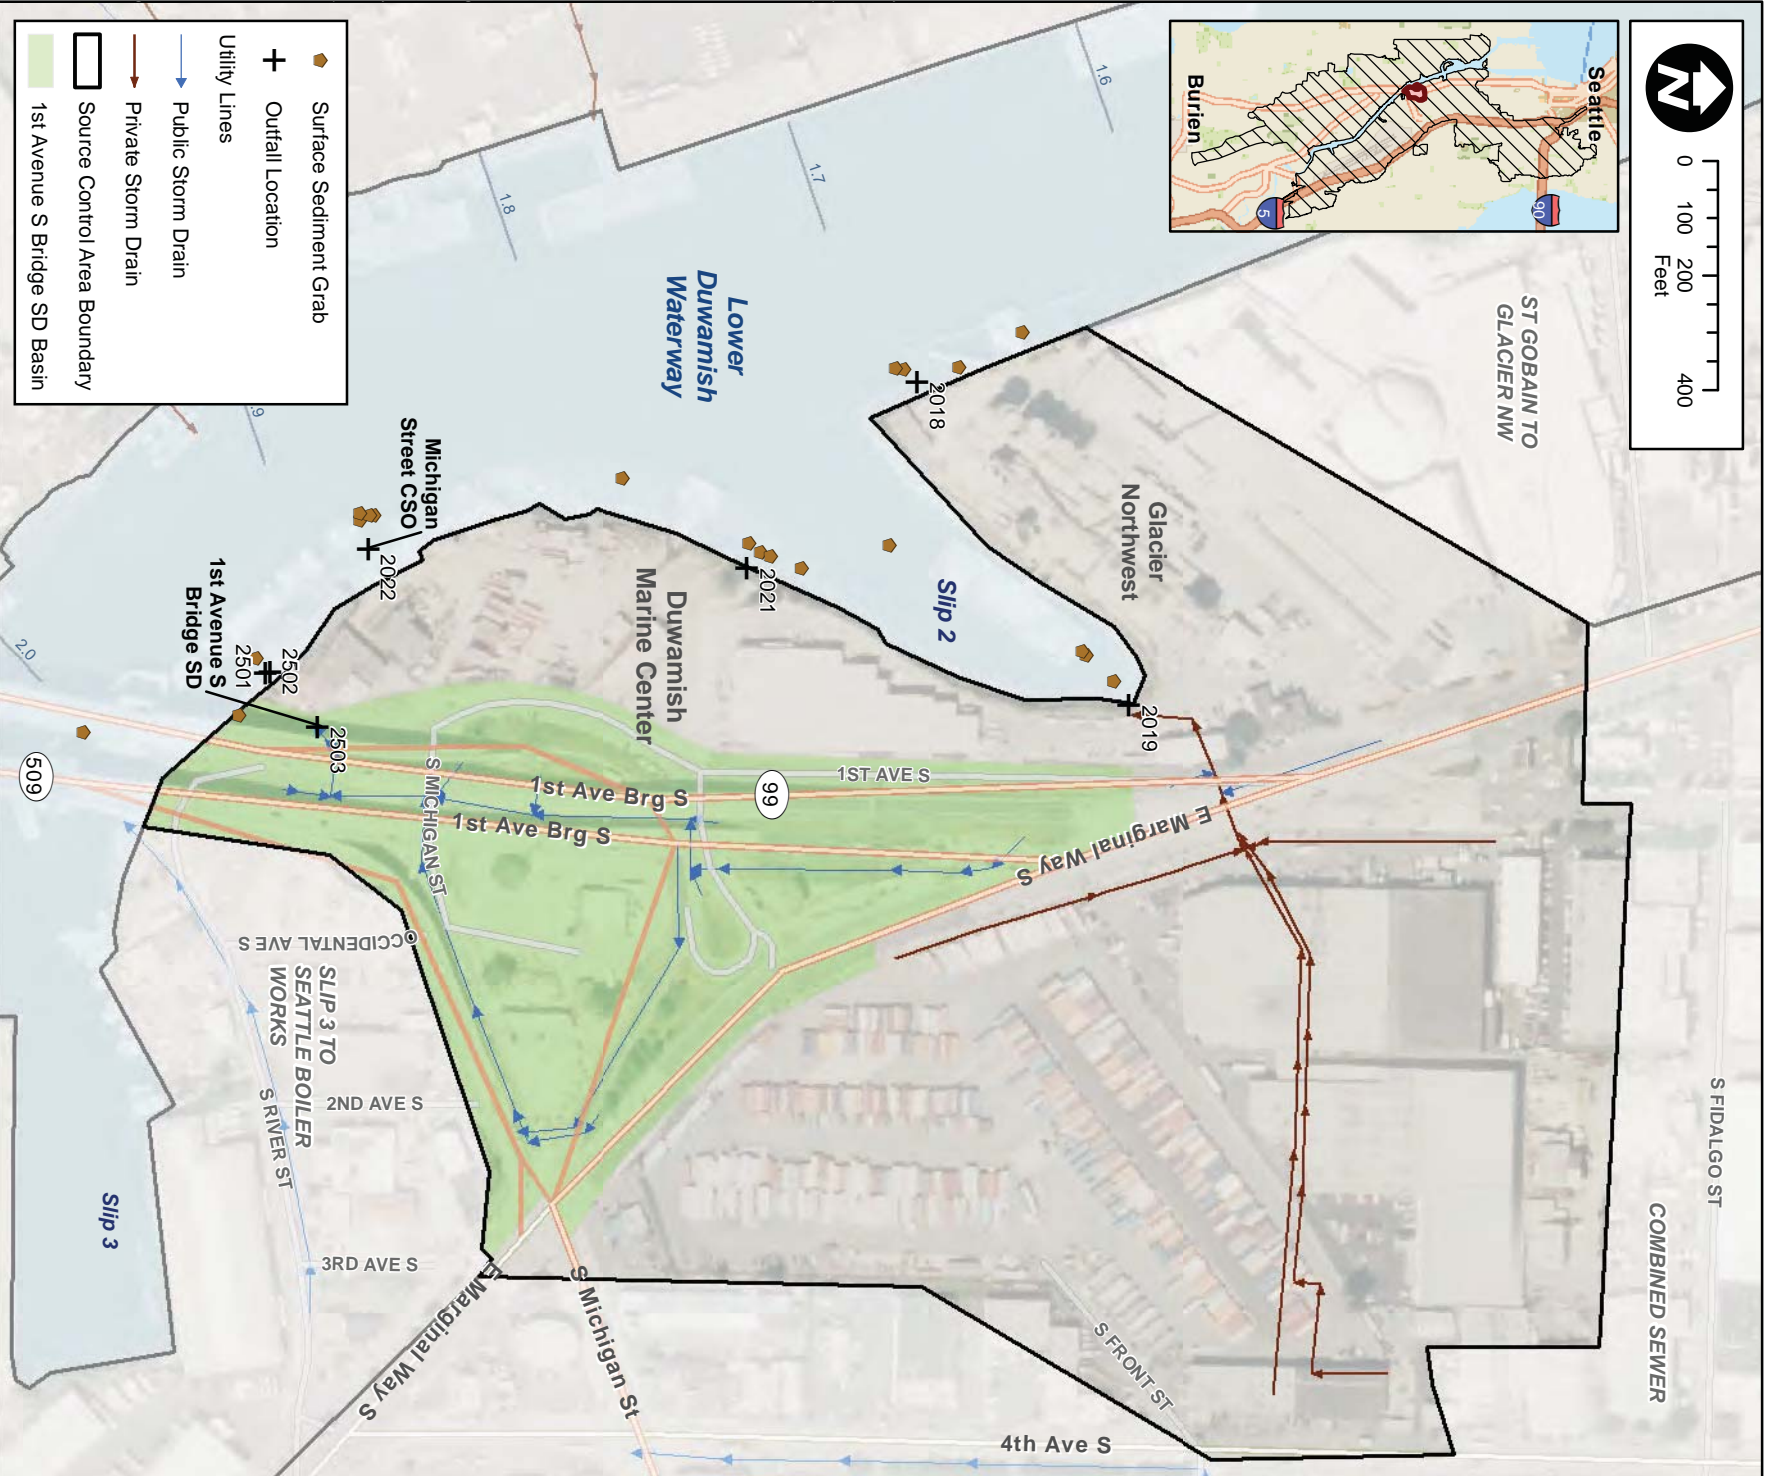 N
0 100 200 400
Feet
Seattle
Burien
90
5
Surface Sediment Grab
Outfall Location
Utility Lines
Public Storm Drain
Private Storm Drain
Source Control Area Boundary
1st Avenue S Bridge SD Basin
1.6
1.7
1.8
.9
2.0
Lower
Duwamish
Waterway
ST GOBAIN TO
GLACIER NW
Glacier
Northwest
2018
Slip 2
2019
2021
Duwamish
Marine Center
Michigan
Street CSO
2022
1st Avenue S
Bridge SD
2501
2502
2503
509
99
1ST AVE S
1st Ave Brg S
1st Ave Brg S
S MICHIGAN ST
E Marginal Way S
OCCIDENTAL AVE S
SLIP 3 TO
SEATTLE BOILER
WORKS
2ND AVE S
S RIVER ST
3RD AVE S
Slip 3
E Marginal Way S
S Michigan St
S FRONT ST
4th Ave S
S FIDALGO ST
COMBINED SEWER